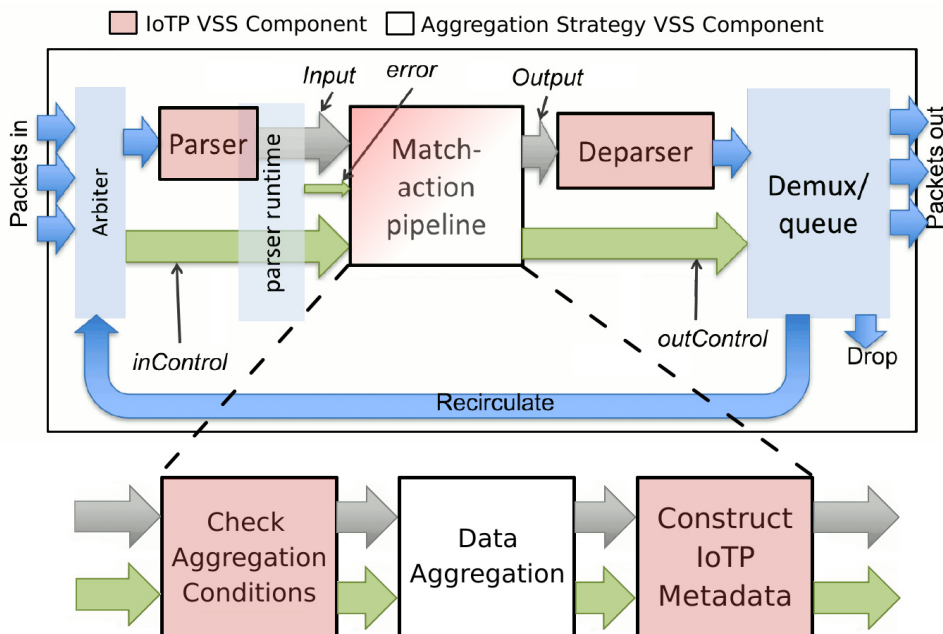 IoTP VSS Component
Aggregation Strategy VSS Component
Packets in
Arbiter
Parser
parser runtime
Input
error
Match-
action
pipeline
Output
Deparser
Demux/
queue
Packets out
inControl
outControl
Drop
Recirculate
Check
Aggregation
Conditions
Data
Aggregation
Construct
IoTP
Metadata